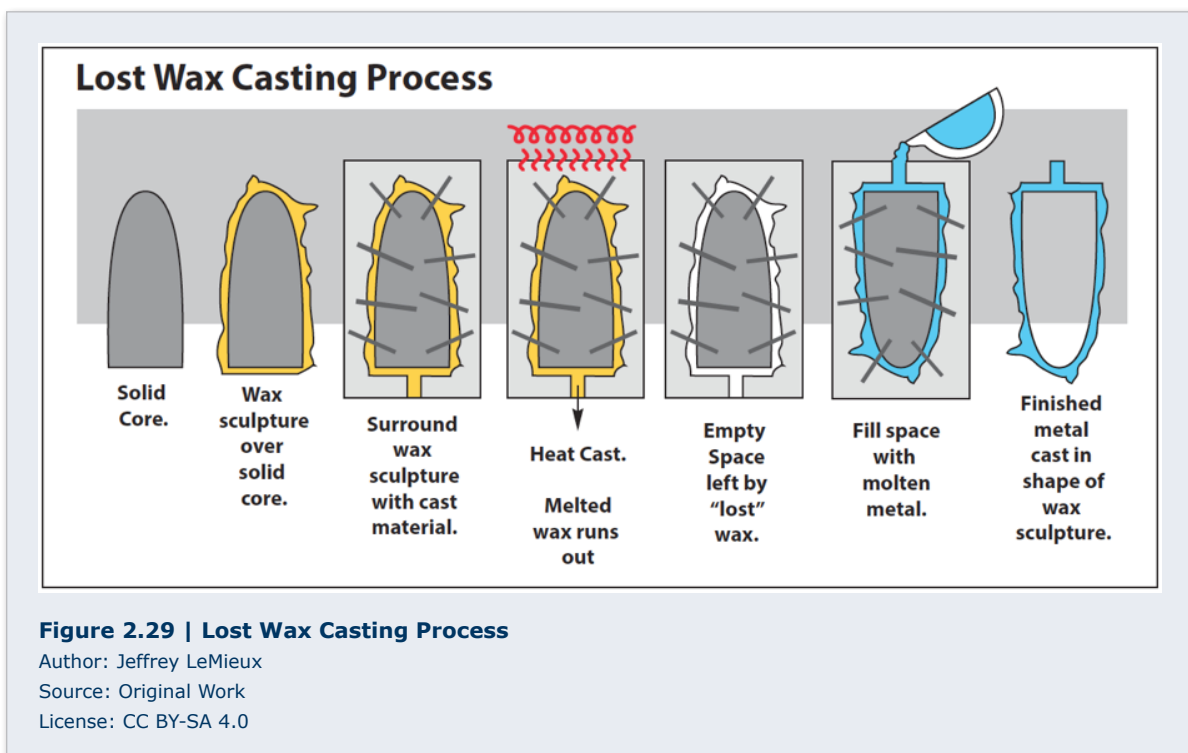 Lost Wax Casting Process
Solid
Core.
Wax
sculpture
over
solid
core.
Surround
wax
sculpture
with cast
material.
Heat Cast.
Melted
wax runs
out
Empty
Space
left by
“lost”
wax.
Fill space
with
molten
metal.
Finished
metal
cast in
shape of
wax
sculpture.
Figure 2.29 | Lost Wax Casting Process
Author: Jeffrey LeMieux
Source: Original Work
License: CC BY-SA 4.0